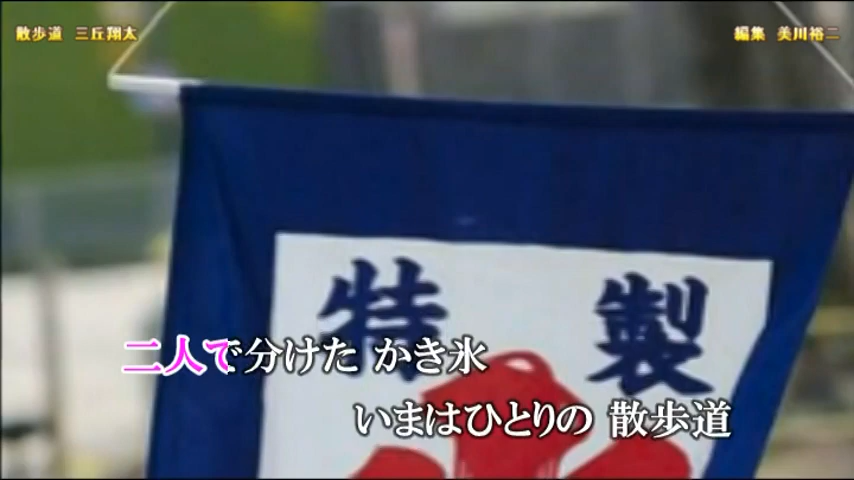 散歩道 三丘翔太
編集 美川裕二
特製
二人で分けた かき氷
いまはひとりの 散歩道